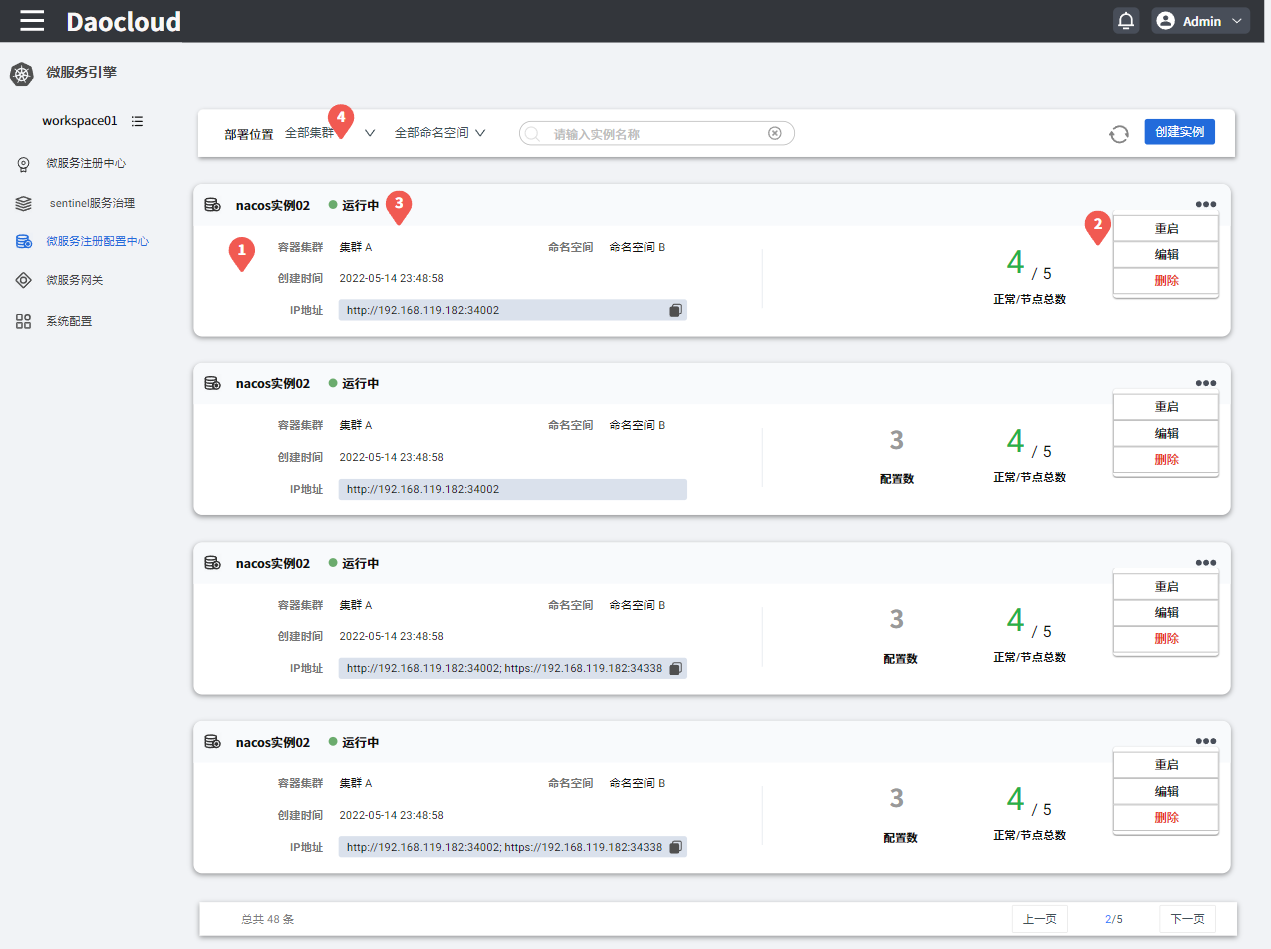 Daocloud
Admin
微服务引擎
workspace01
微服务注册中心
sentinel服务治理
微服务注册配置中心
微服务网关
系统配置
部署位置 全部集群 4 全部命名空间 请输入实例名称 创建实例
nacos实例02 运行中 3
1 容器集群 集群 A 命名空间 命名空间 B
创建时间 2022-05-14 23:48:58
IP地址 http://192.168.119.182:34002
4 / 5
正常/节点总数
2
重启
编辑
删除
nacos实例02 运行中
容器集群 集群 A 命名空间 命名空间 B
创建时间 2022-05-14 23:48:58
IP地址 http://192.168.119.182:34002
3
配置数
4 / 5
正常/节点总数
重启
编辑
删除
nacos实例02 运行中
容器集群 集群 A 命名空间 命名空间 B
创建时间 2022-05-14 23:48:58
IP地址 http://192.168.119.182:34002; https://192.168.119.182:34338
3
配置数
4 / 5
正常/节点总数
重启
编辑
删除
nacos实例02 运行中
容器集群 集群 A 命名空间 命名空间 B
创建时间 2022-05-14 23:48:58
IP地址 http://192.168.119.182:34002; https://192.168.119.182:34338
3
配置数
4 / 5
正常/节点总数
重启
编辑
删除
总共 48 条 上一页 2/5 下一页